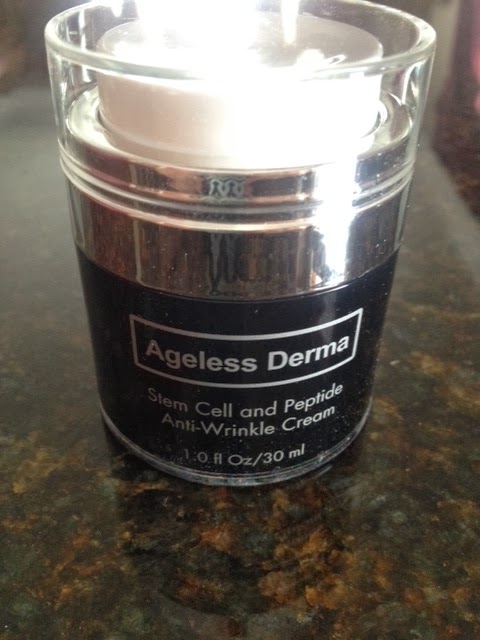 Ageless Derma
Stem Cell and Peptide
Anti-Wrinkle Cream
1.0 fl Oz/30 ml